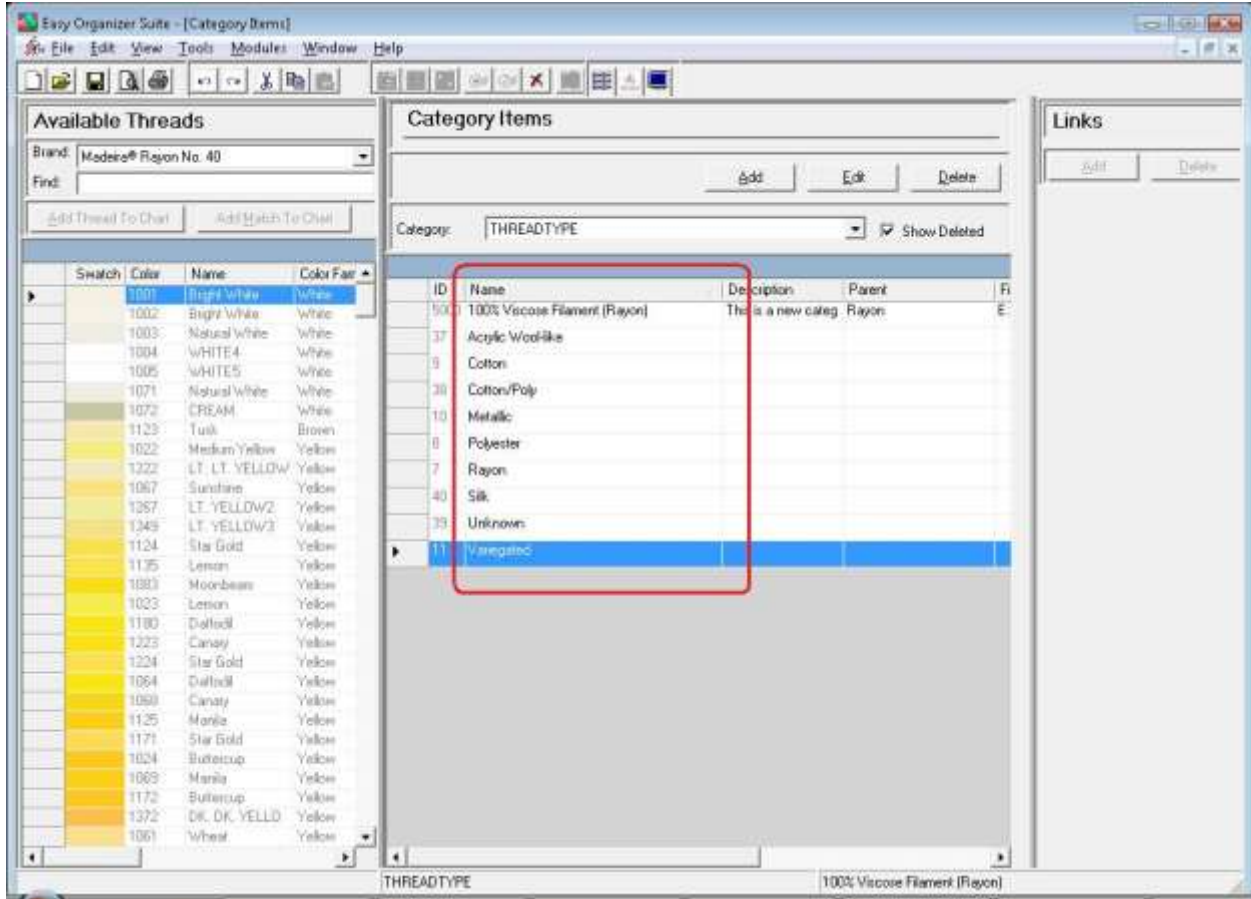 Easy Organizer Suite - [Category Items]
File Edit View Tools Modules Window Help
Available Threads
Brand: Madeira® Rayon No. 40
Find:
Add Thread To Chart Add Match To Chart
Swatch Color Name Color Fam
1001 Bright White White
1002 Bright White White
1003 Natural White White
1004 WHITE4 White
1005 WHITE5 White
1071 Natural White White
1072 CREAM White
1123 Tusk Brown
1022 Medium Yellow Yellow
1222 LT. LT. YELLOW Yellow
1067 Sunshine Yellow
1267 LT. YELLOW2 Yellow
1349 LT. YELLOW3 Yellow
1124 Star Gold Yellow
1135 Lemon Yellow
1083 Moonbeam Yellow
1023 Lemon Yellow
1180 Daffodil Yellow
1223 Canary Yellow
1224 Star Gold Yellow
1064 Daffodil Yellow
1069 Canary Yellow
1125 Manila Yellow
1171 Star Gold Yellow
1024 Buttercup Yellow
1069 Manila Yellow
1172 Buttercup Yellow
1372 DK. DK. YELLO Yellow
1061 Wheat Yellow
Category Items
Add Edit Delete
Category: THREADTYPE Show Deleted
ID Name Description Parent Fi
100% Viscose Filament (Rayon) This is a new categ Rayon E
37 Acrylic Wool-like
9 Cotton
38 Cotton/Poly
10 Metallic
8 Polyester
7 Rayon
40 Silk
39 Unknown
11 Variegated
Links
Add Delete
THREADTYPE 100% Viscose Filament (Rayon)